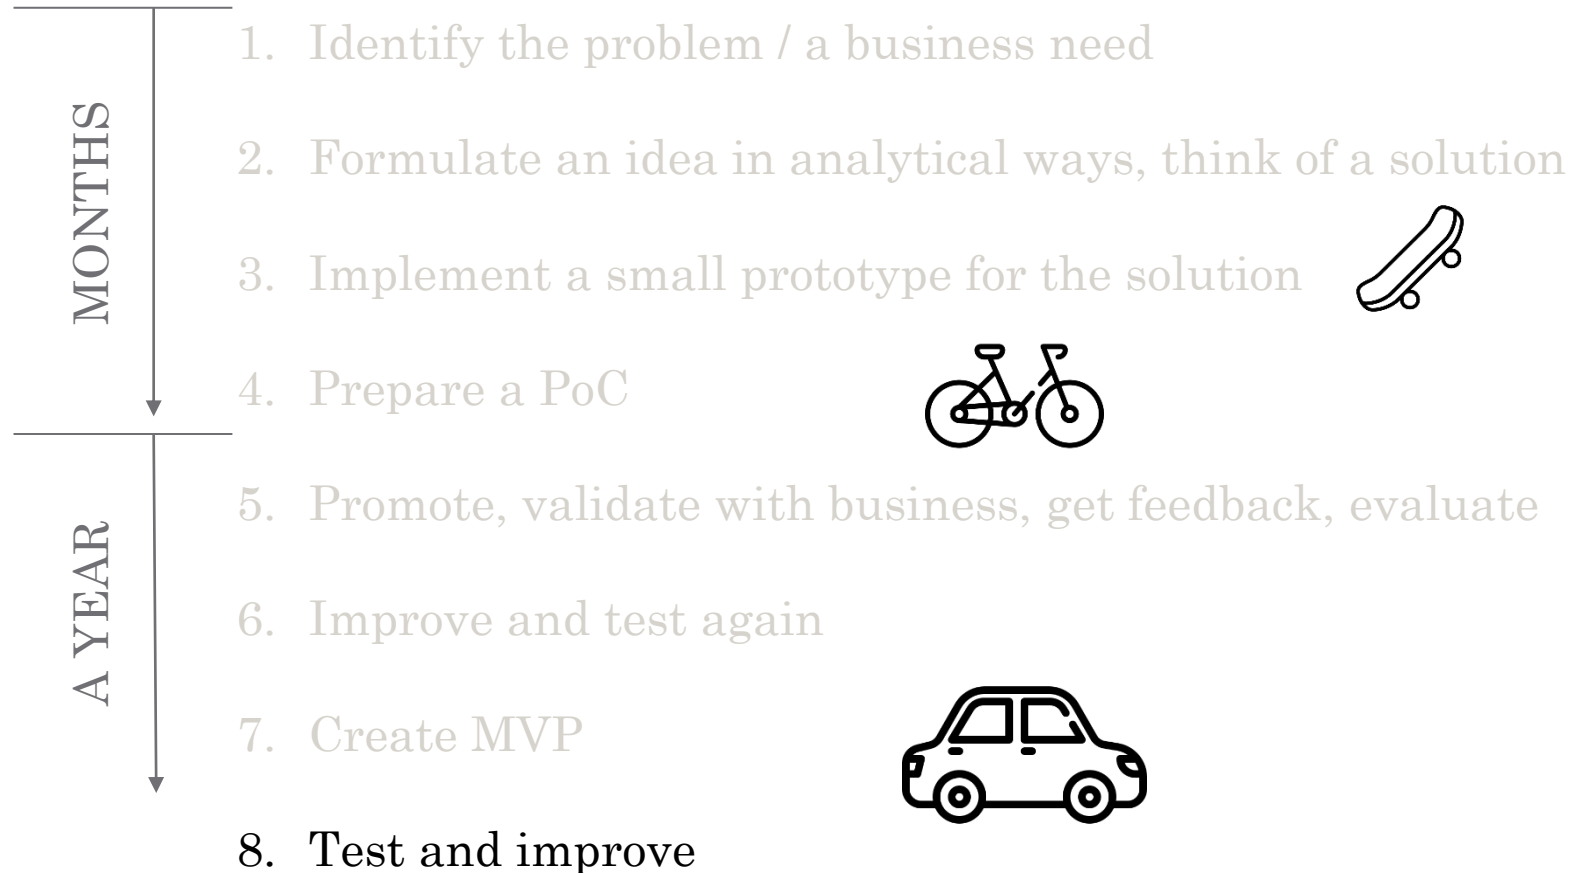 MONTHS
1. Identify the problem / a business need
2. Formulate an idea in analytical ways, think of a solution
3. Implement a small prototype for the solution
4. Prepare a PoC
A YEAR
5. Promote, validate with business, get feedback, evaluate
6. Improve and test again
7. Create MVP
8. Test and improve